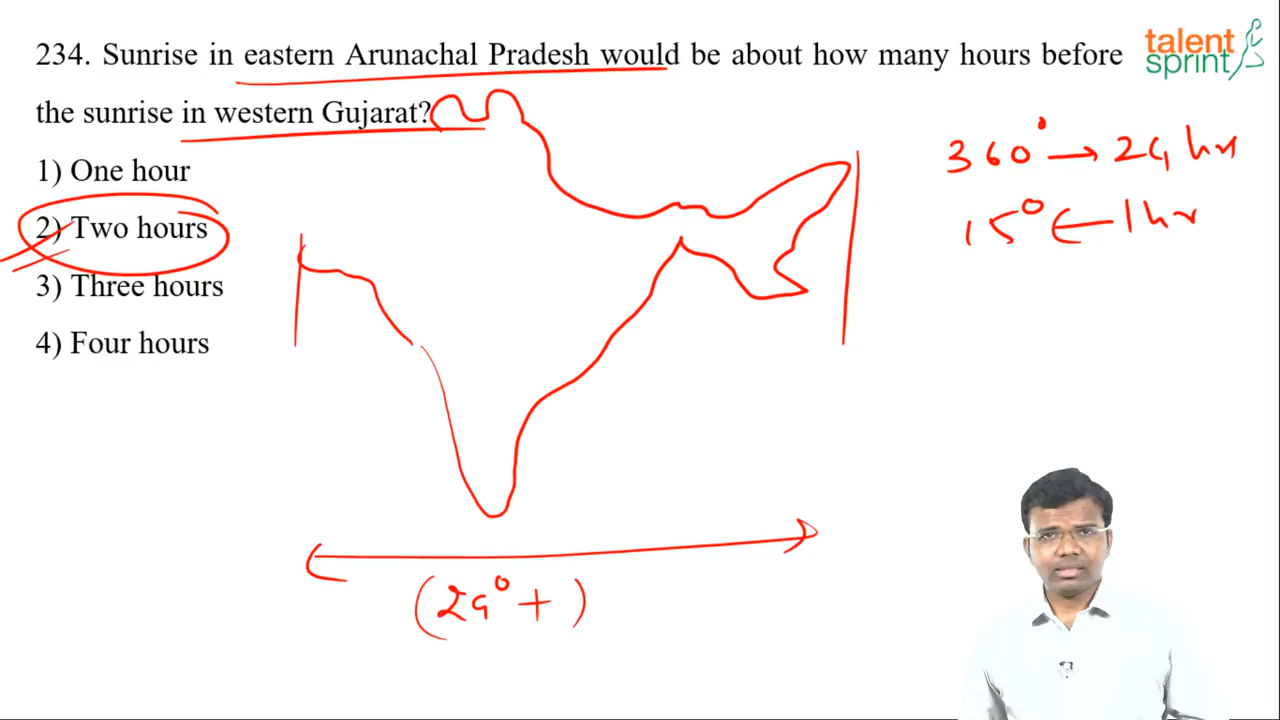 234. Sunrise in eastern Arunachal Pradesh would be about how many hours before
the sunrise in western Gujarat?
1) One hour
2) Two hours
3) Three hours
4) Four hours
talent
sprint
360° → 24 hr
15° ← 1 hr
(29° + )